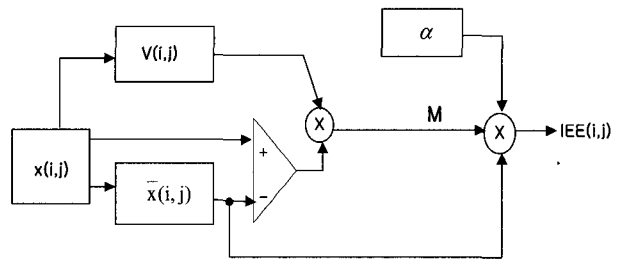 α
V(i,j)
X
M
X
IEE(i,j)
x(i,j)
+
x̅(i,j)
−